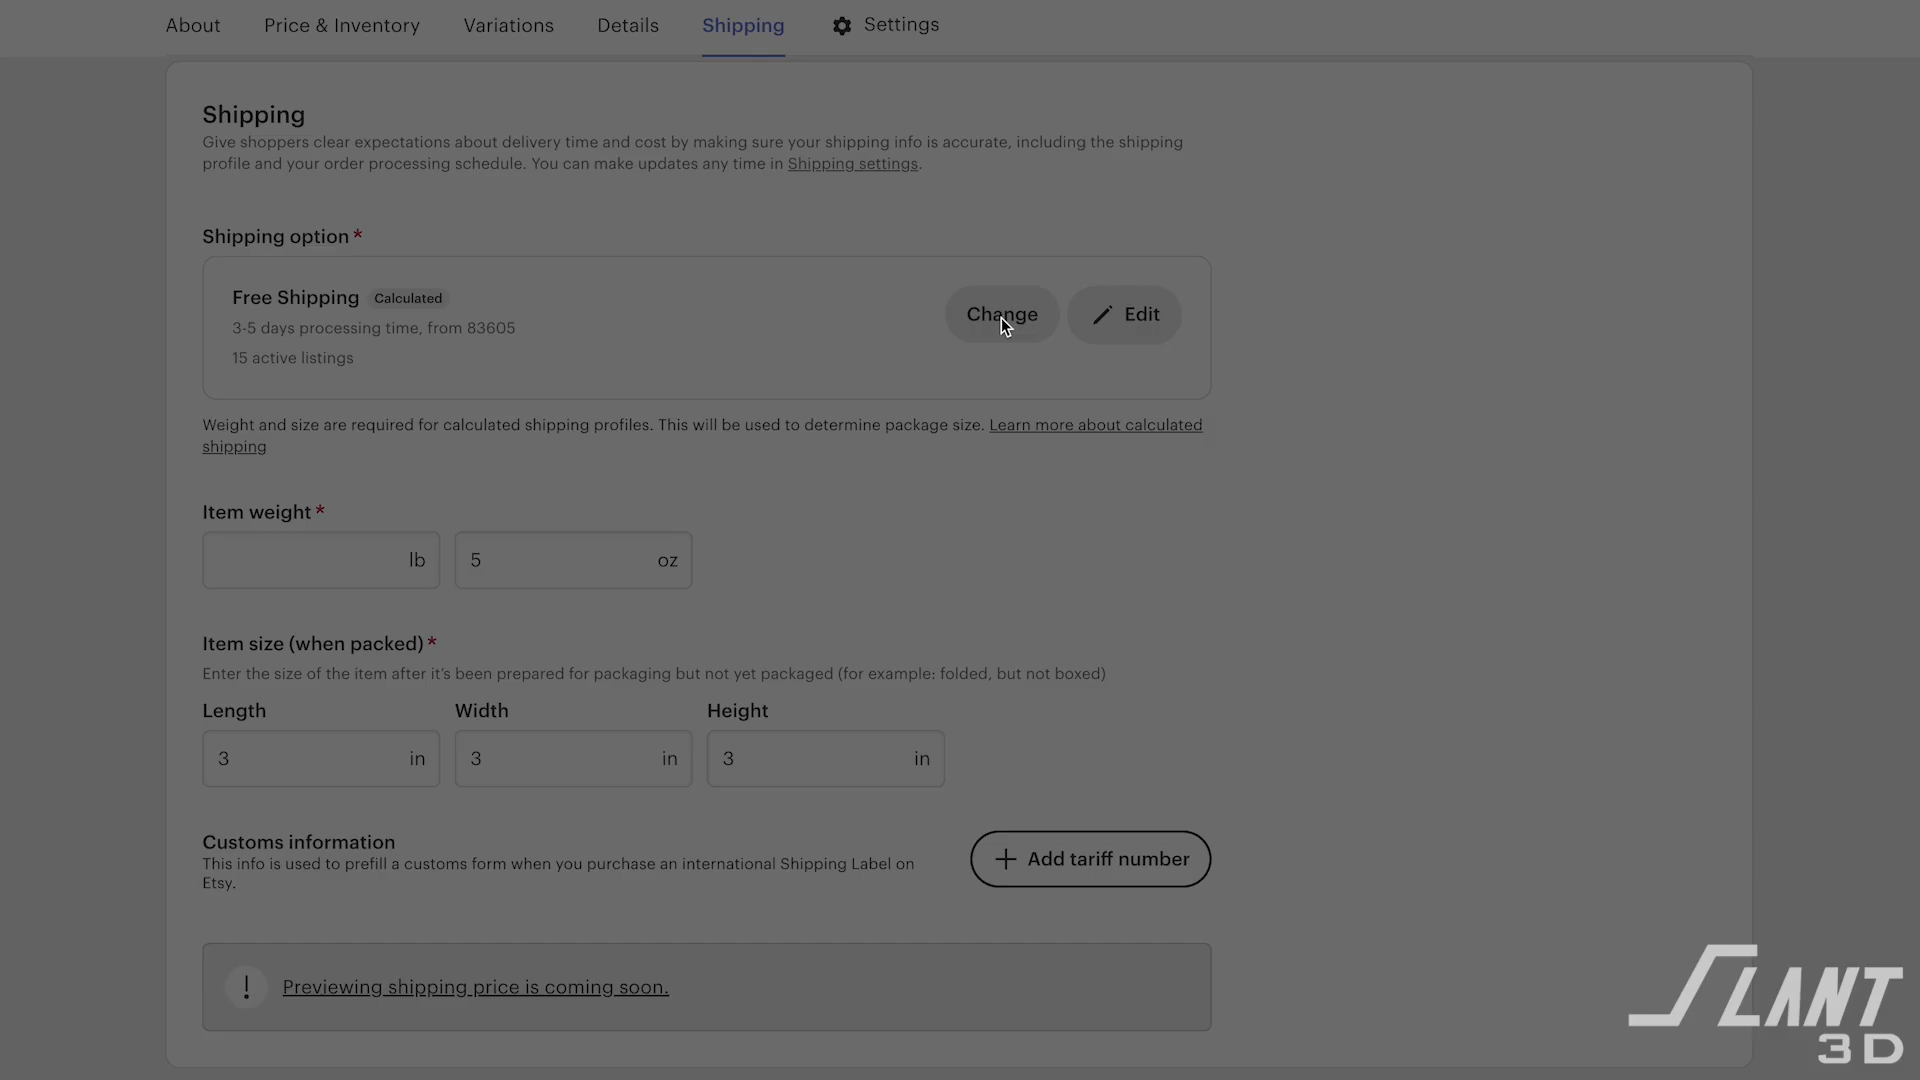 About
Price & Inventory
Variations
Details
Shipping
Settings
Shipping
Give shoppers clear expectations about delivery time and cost by making sure your shipping info is accurate, including the shipping
profile and your order processing schedule. You can make updates any time in Shipping settings.
Shipping option *
Free Shipping Calculated
3-5 days processing time, from 83605
15 active listings
Change
Edit
Weight and size are required for calculated shipping profiles. This will be used to determine package size. Learn more about calculated
shipping
Item weight *
lb
5 oz
Item size (when packed) *
Enter the size of the item after it’s been prepared for packaging but not yet packaged (for example: folded, but not boxed)
Length
Width
Height
3 in
3 in
3 in
Customs information
This info is used to prefill a customs form when you purchase an international Shipping Label on
Etsy.
+ Add tariff number
! Previewing shipping price is coming soon.
SLANT
3D